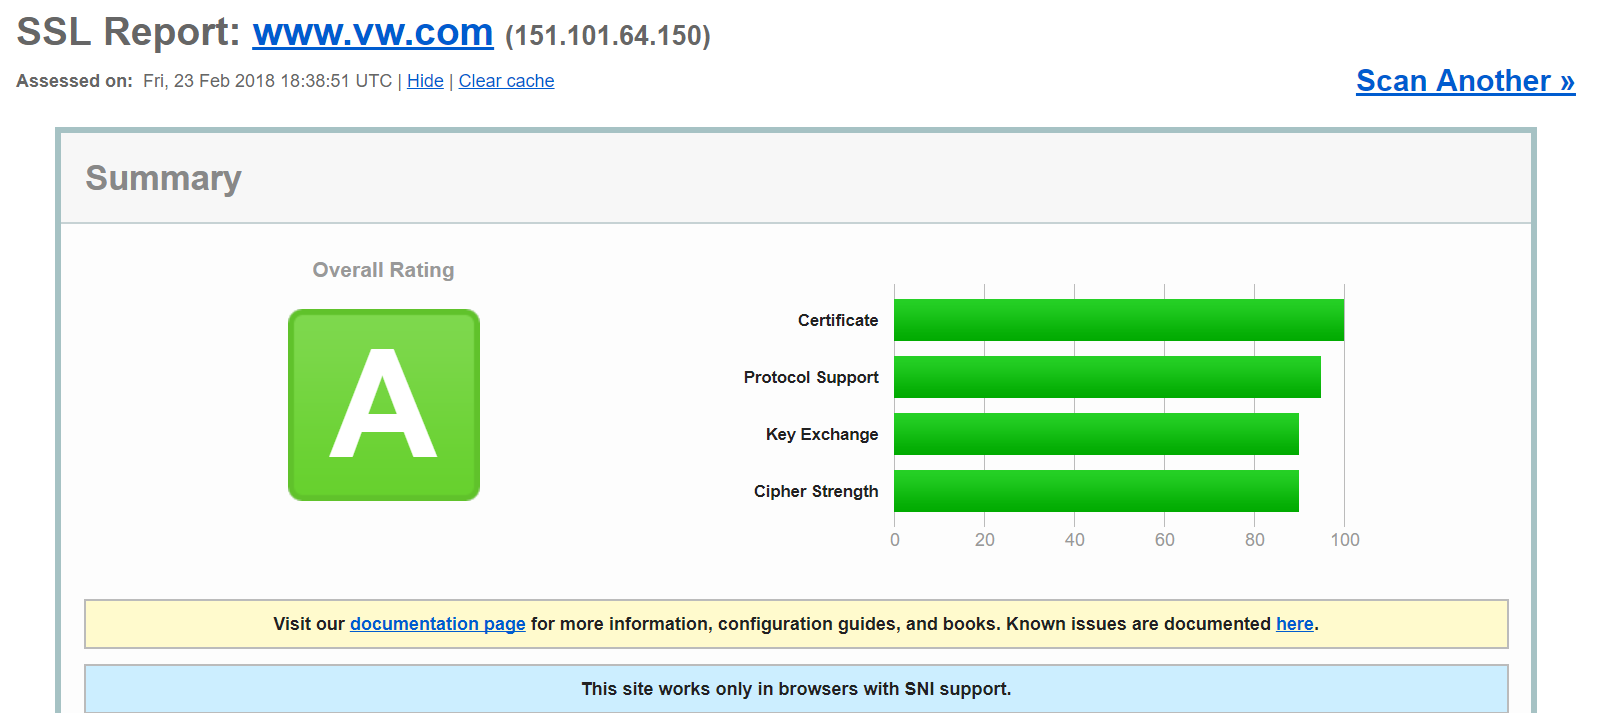 SSL Report: www.vw.com (151.101.64.150)
Assessed on: Fri, 23 Feb 2018 18:38:51 UTC | Hide | Clear cache
Scan Another »
Summary
Overall Rating
A
Certificate
Protocol Support
Key Exchange
Cipher Strength
0 20 40 60 80 100
Visit our documentation page for more information, configuration guides, and books. Known issues are documented here.
This site works only in browsers with SNI support.